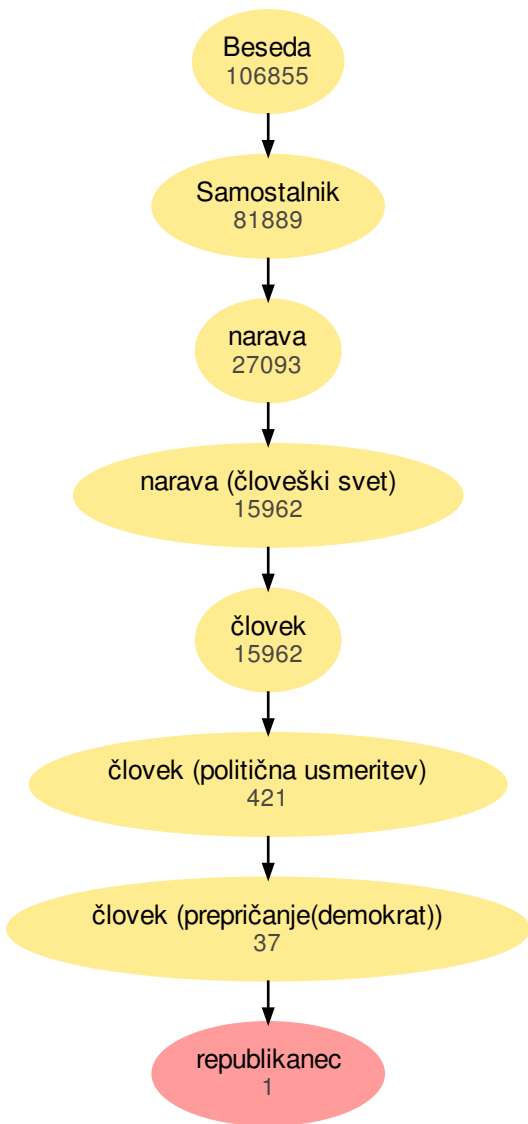 Beseda
106855
Samostalnik
81889
narava
27093
narava (človeški svet)
15962
človek
15962
človek (politična usmeritev)
421
človek (prepričanje(demokrat))
37
republikanec
1